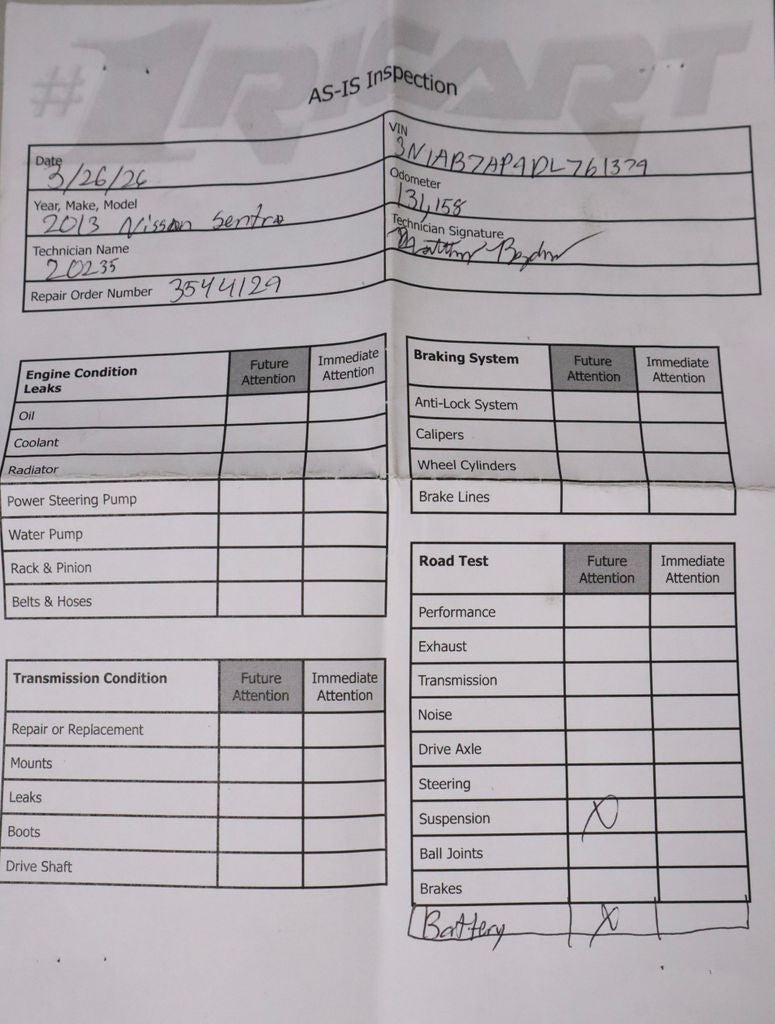 #1 RICART
AS-IS Inspection
Date
3/26/26
VIN
3N1AB7AP9DL761379
Year, Make, Model
2013 Nissan Sentra
Odometer
131,158
Technician Name
20235
Technician Signature
Repair Order Number 3544129
Engine Condition
Leaks
Future
Attention
Immediate
Attention
Oil
Coolant
Radiator
Power Steering Pump
Water Pump
Rack & Pinion
Belts & Hoses
Transmission Condition
Future
Attention
Immediate
Attention
Repair or Replacement
Mounts
Leaks
Boots
Drive Shaft
Braking System
Future
Attention
Immediate
Attention
Anti-Lock System
Calipers
Wheel Cylinders
Brake Lines
Road Test
Future
Attention
Immediate
Attention
Performance
Exhaust
Transmission
Noise
Drive Axle
Steering
Suspension X
Ball Joints
Brakes
Battery X